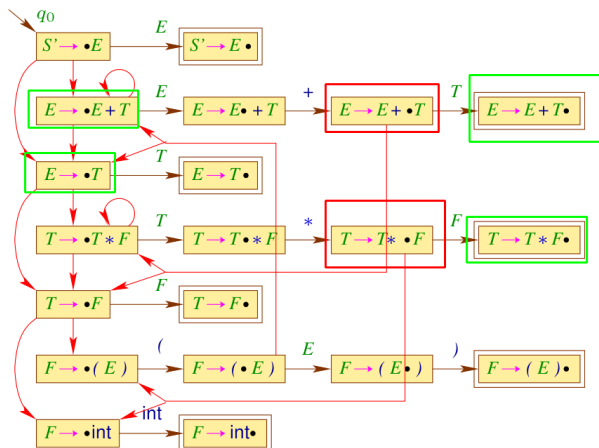 q₀
E
S’→•E S’→E•
E + T
E→•E+T E→E•+T E→E+•T E→E+T•
T
E→•T E→T•
T * F
T→•T*F T→T•*F T→T*•F T→T*F•
F
T→•F T→F•
( E )
F→•(E) F→(•E) F→(E•) F→(E)•
int
F→•int F→int•